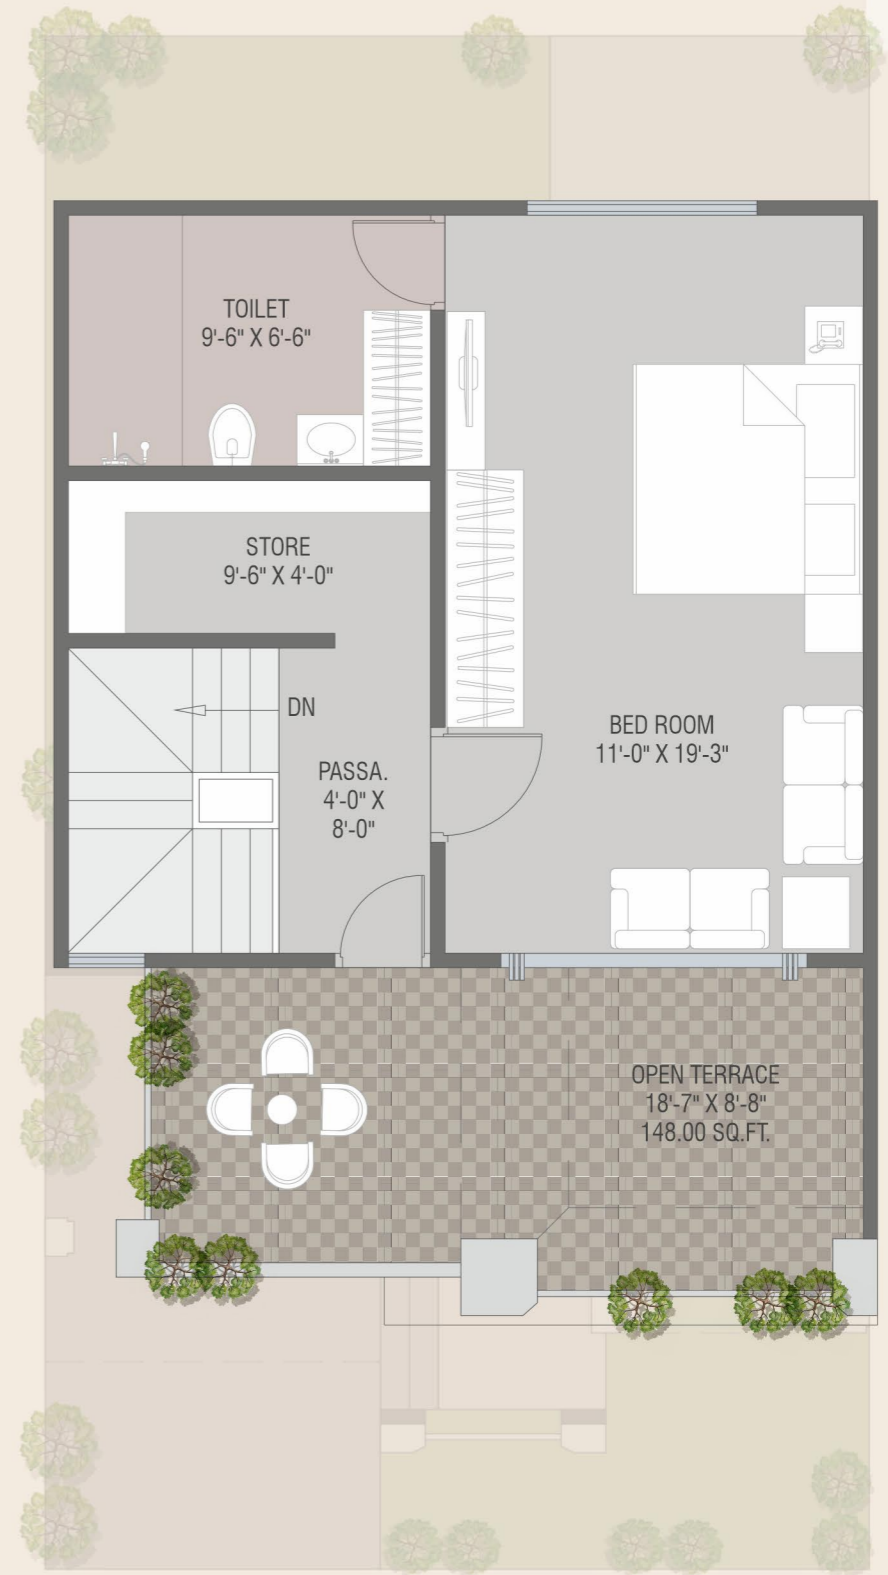 TOILET
9'-6" X 6'-6"
STORE
9'-6" X 4'-0"
DN
PASSA.
4'-0" X
8'-0"
BED ROOM
11'-0" X 19'-3"
OPEN TERRACE
18'-7" X 8'-8"
148.00 SQ.FT.